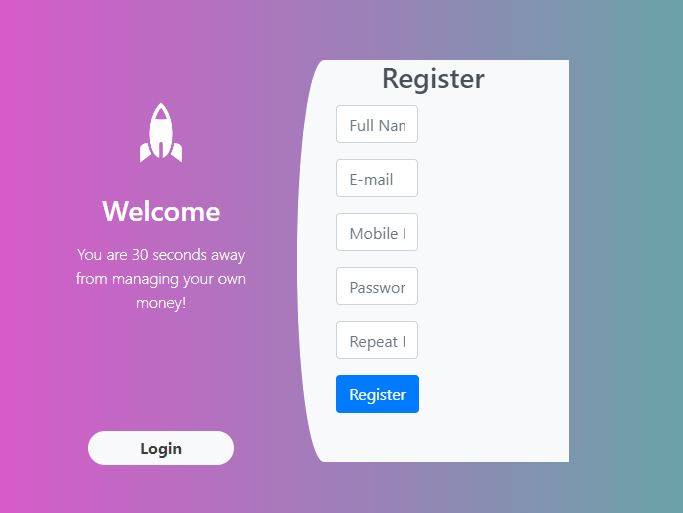 Welcome
You are 30 seconds away
from managing your own
money!
Login
Register
Full Nar
E-mail
Mobile
Passwor
Repeat
Register